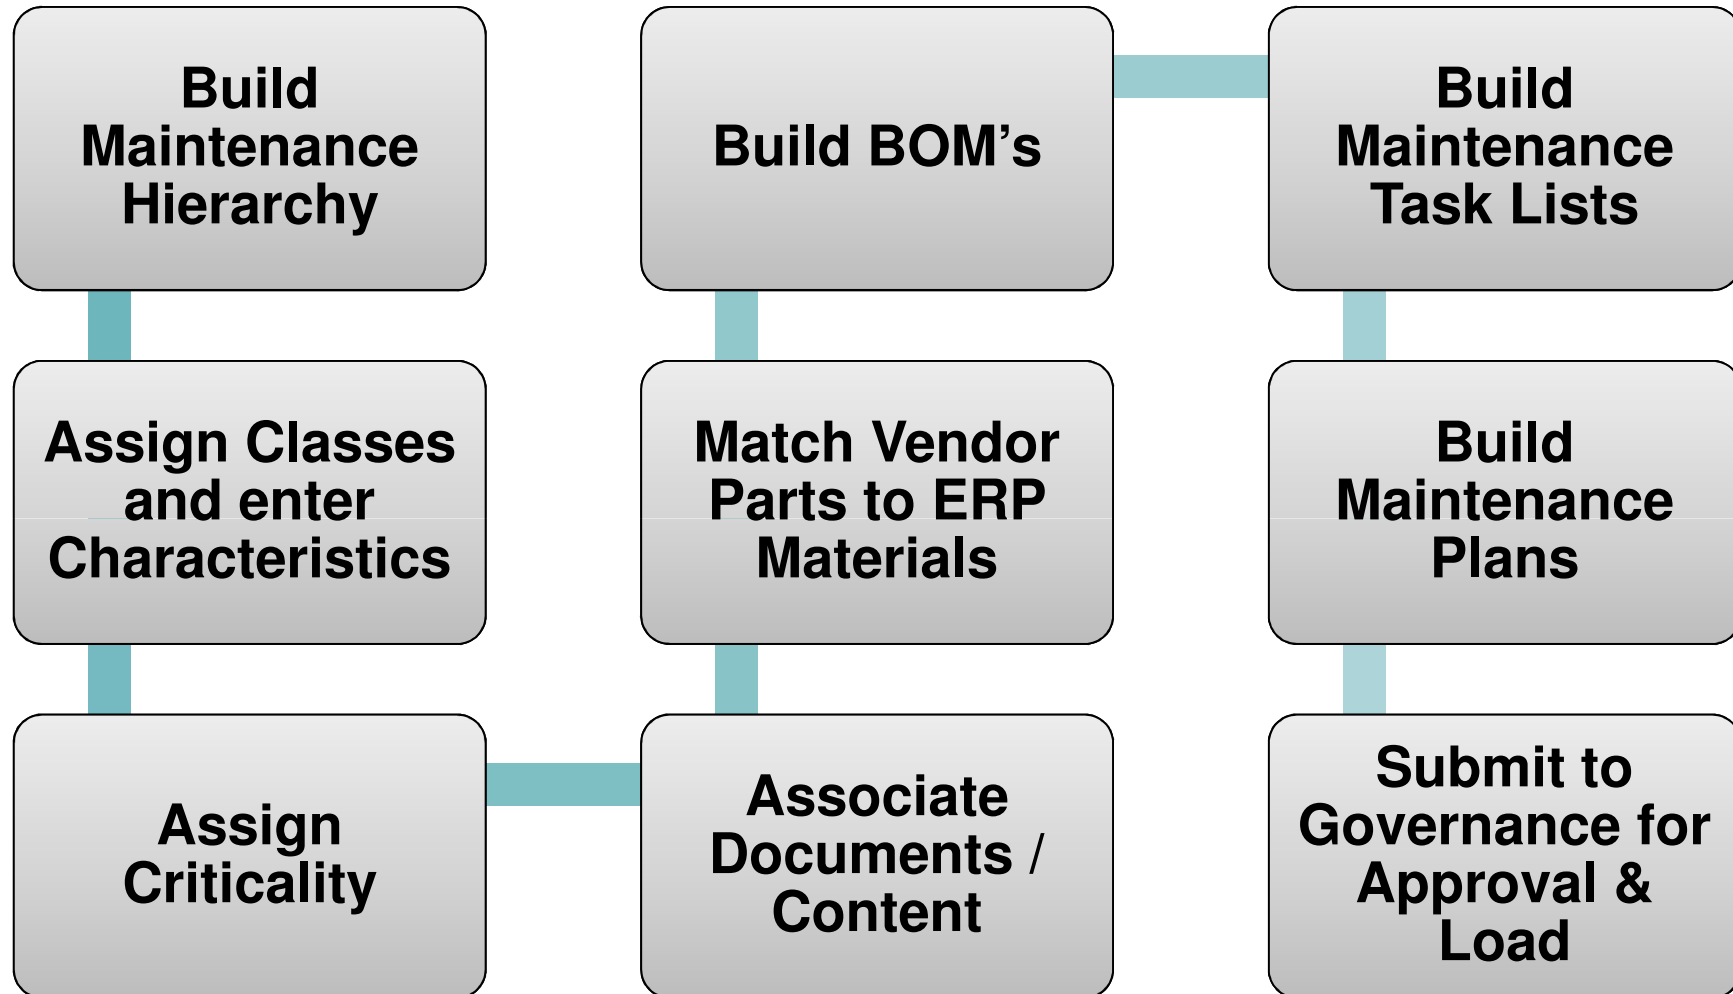 Build
Maintenance
Hierarchy
Assign Classes
and enter
Characteristics
Assign
Criticality
Associate
Documents /
Content
Match Vendor
Parts to ERP
Materials
Build BOM’s
Build
Maintenance
Task Lists
Build
Maintenance
Plans
Submit to
Governance for
Approval &
Load